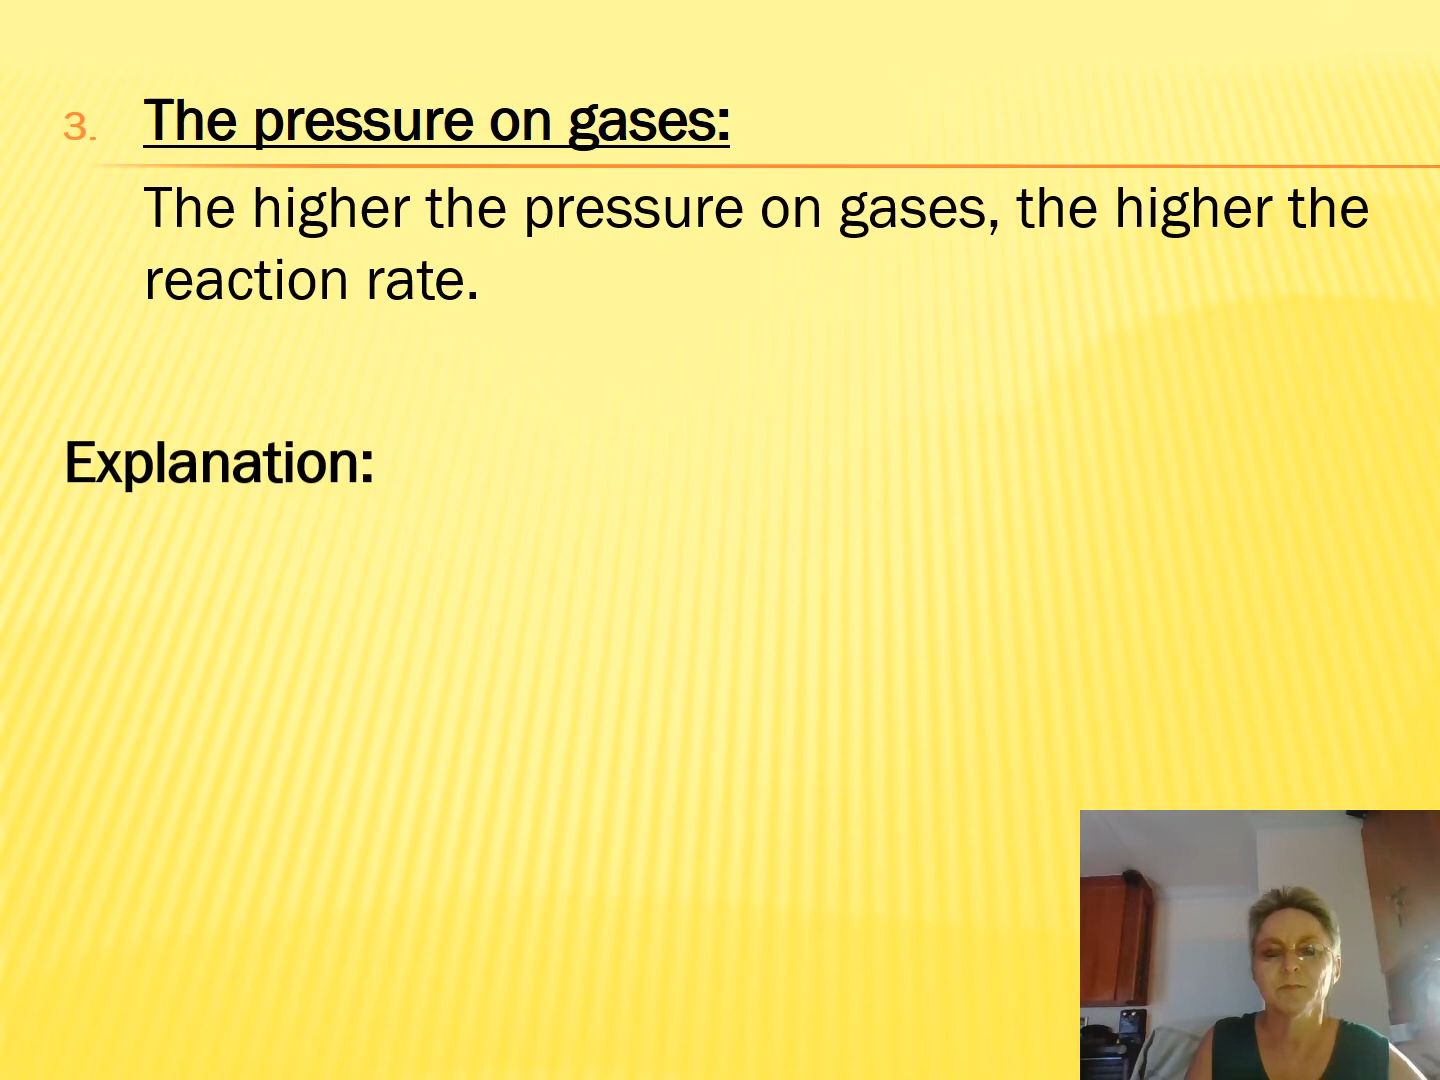 3. The pressure on gases:
The higher the pressure on gases, the higher the
reaction rate.
Explanation: